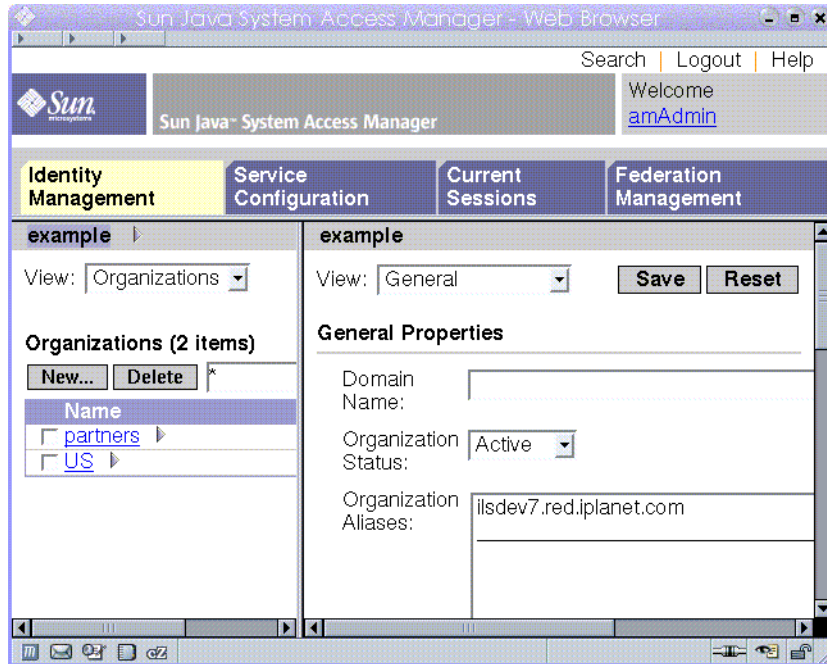 Sun Java System Access Manager - Web Browser
Search | Logout | Help
Sun
microsystems
Sun Java™ System Access Manager
Welcome
amAdmin
Identity
Management
Service
Configuration
Current
Sessions
Federation
Management
example
View: Organizations
Organizations (2 items)
New... Delete *
Name
partners
US
example
View: General Save Reset
General Properties
Domain
Name:
Organization
Status:
Active
Organization
Aliases:
ilsdev7.red.iplanet.com